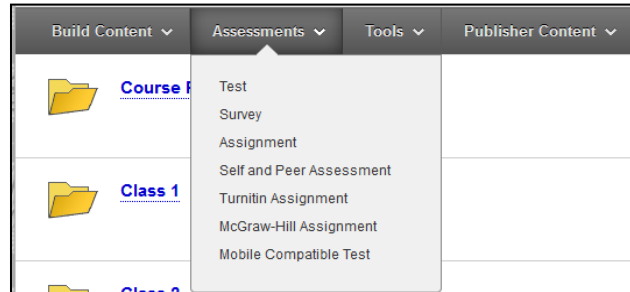 Build Content Assessments Tools Publisher Content
Course
Test
Survey
Assignment
Self and Peer Assessment
Class 1
Turnitin Assignment
McGraw-Hill Assignment
Mobile Compatible Test
Class